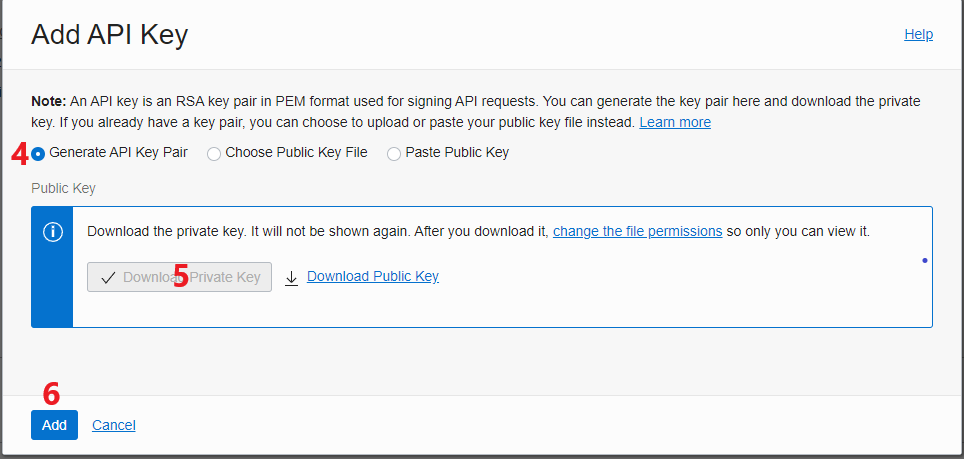 Add API Key
Help
Note: An API key is an RSA key pair in PEM format used for signing API requests. You can generate the key pair here and download the private
key. If you already have a key pair, you can choose to upload or paste your public key file instead. Learn more
4 Generate API Key Pair Choose Public Key File Paste Public Key
Public Key
Download the private key. It will not be shown again. After you download it, change the file permissions so only you can view it.
Download Private Key Download Public Key
5
6
Add Cancel